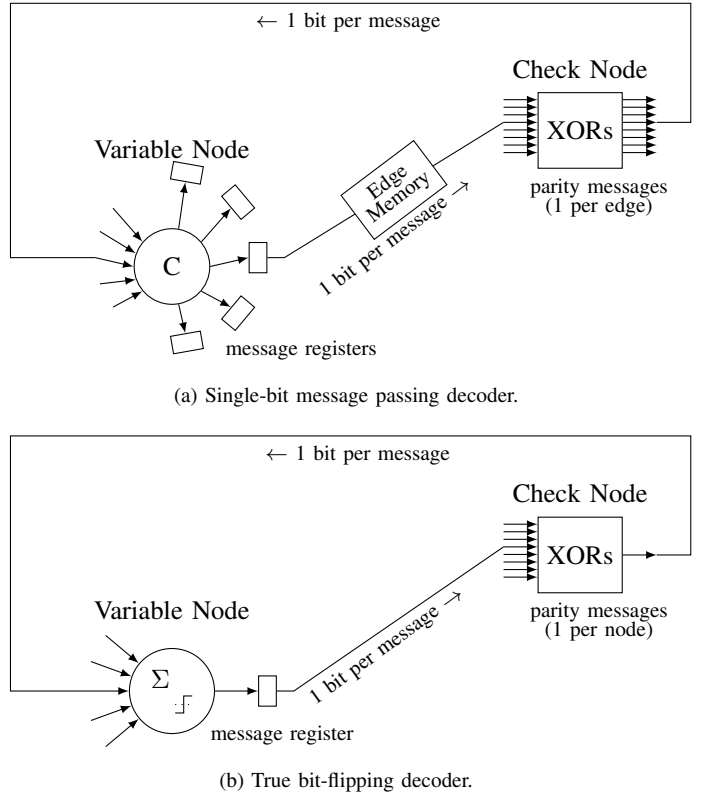 ← 1 bit per message
Check Node
XORs
Variable Node
Edge
Memory
parity messages
(1 per edge)
1 bit per message →
C
message registers
(a) Single-bit message passing decoder.
← 1 bit per message
Check Node
XORs
Variable Node
parity messages
(1 per node)
1 bit per message →
Σ
message register
(b) True bit-flipping decoder.